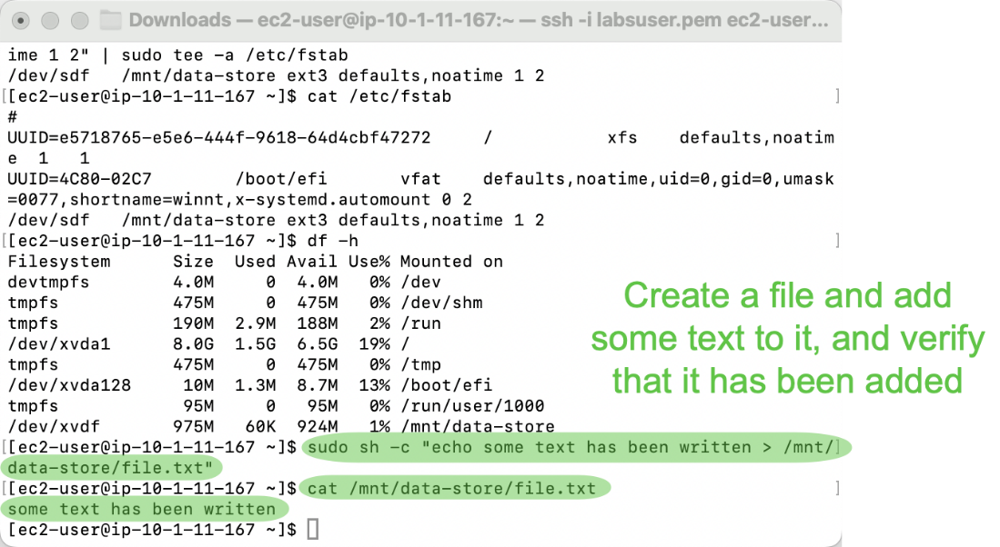 Downloads — ec2-user@ip-10-1-11-167:~ — ssh -i labsuser.pem ec2-user...
ime 1 2" | sudo tee -a /etc/fstab
/dev/sdf   /mnt/data-store ext3 defaults,noatime 1 2
[[ec2-user@ip-10-1-11-167 ~]$ cat /etc/fstab ]
#
UUID=e5718765-e5e6-444f-9618-64d4cbf47272     /           xfs    defaults,noatim
e  1   1
UUID=4C80-02C7        /boot/efi       vfat    defaults,noatime,uid=0,gid=0,umask
=0077,shortname=winnt,x-systemd.automount 0 2
/dev/sdf   /mnt/data-store ext3 defaults,noatime 1 2
[[ec2-user@ip-10-1-11-167 ~]$ df -h ]
Filesystem      Size  Used Avail Use% Mounted on
devtmpfs        4.0M     0  4.0M   0% /dev
tmpfs           475M     0  475M   0% /dev/shm
tmpfs           190M  2.9M  188M   2% /run
/dev/xvda1      8.0G  1.5G  6.5G  19% /
tmpfs           475M     0  475M   0% /tmp
/dev/xvda128     10M  1.3M  8.7M  13% /boot/efi
tmpfs            95M     0   95M   0% /run/user/1000
/dev/xvdf       975M   60K  924M   1% /mnt/data-store
[[ec2-user@ip-10-1-11-167 ~]$ sudo sh -c "echo some text has been written > /mnt/]
data-store/file.txt"
[[ec2-user@ip-10-1-11-167 ~]$ cat /mnt/data-store/file.txt ]
some text has been written
[ec2-user@ip-10-1-11-167 ~]$
Create a file and add
some text to it, and verify
that it has been added